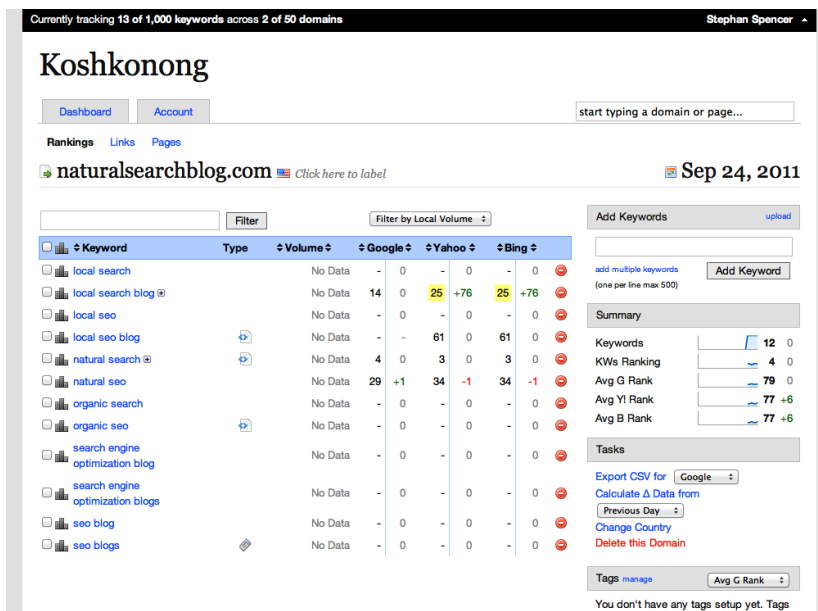 Currently tracking 13 of 1,000 keywords across 2 of 50 domains
Stephan Spencer
Koshkonong
Dashboard Account
start typing a domain or page...
Rankings Links Pages
naturalsearchblog.com Click here to label
Sep 24, 2011
Filter
Filter by Local Volume
Keyword Type Volume Google Yahoo Bing
local search No Data - 0 - 0 - 0
local search blog No Data 14 0 25 +76 25 +76
local seo No Data - 0 - 0 - 0
local seo blog No Data - - 61 0 61 0
natural search No Data 4 0 3 0 3 0
natural seo No Data 29 +1 34 -1 34 -1
organic search No Data - 0 - 0 - 0
organic seo No Data - 0 - 0 - 0
search engine
optimization blog No Data - 0 - 0 - 0
search engine
optimization blogs No Data - 0 - 0 - 0
seo blog No Data - 0 - 0 - 0
seo blogs No Data - 0 - 0 - 0
Add Keywords upload
add multiple keywords
(one per line max 500)
Add Keyword
Summary
Keywords 12 0
KWs Ranking 4 0
Avg G Rank 79 0
Avg Y! Rank 77 +6
Avg B Rank 77 +6
Tasks
Export CSV for Google
Calculate Δ Data from
Previous Day
Change Country
Delete this Domain
Tags manage Avg G Rank
You don't have any tags setup yet. Tags